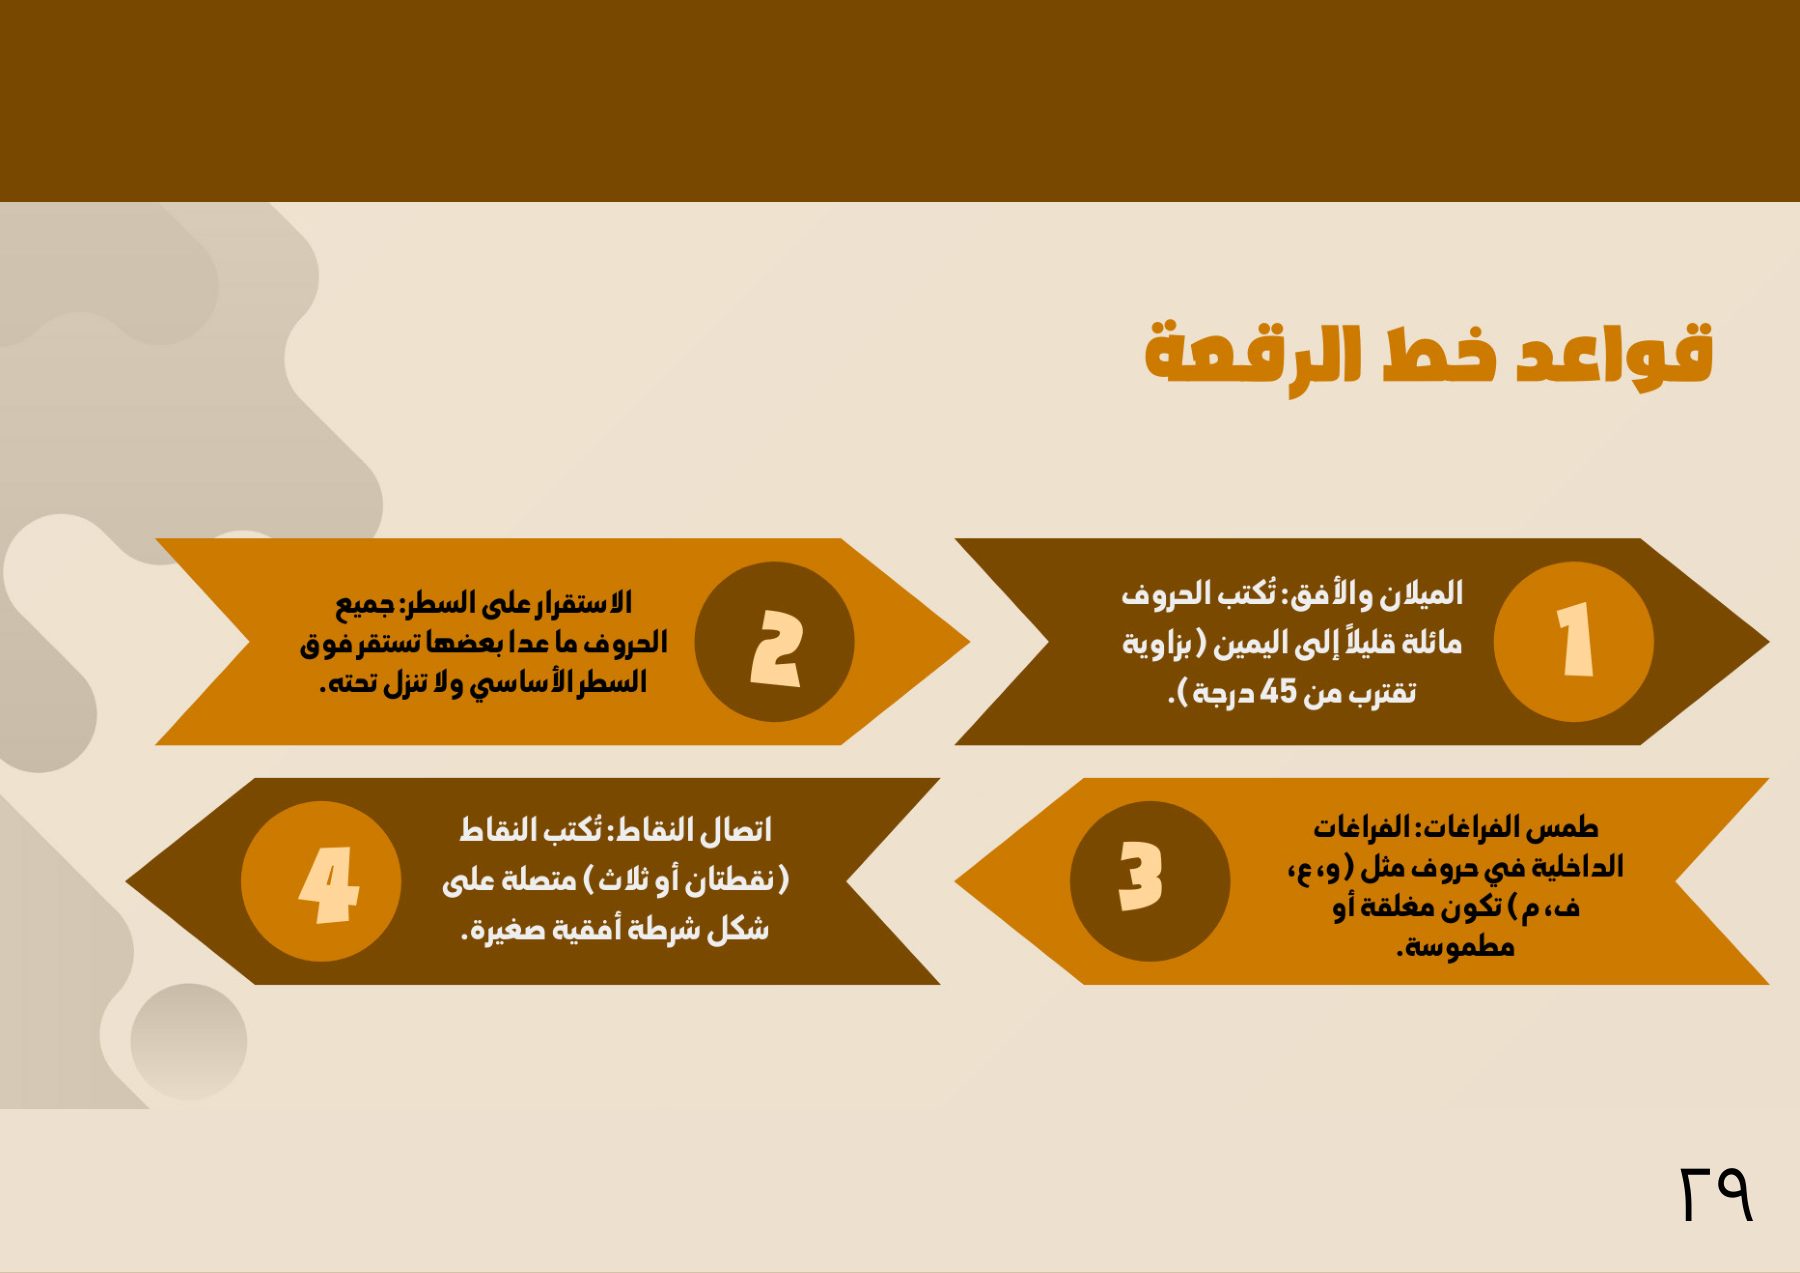 قواعد خط الرقعة
1
الميلان والأفق: تُكتب الحروف
مائلة قليلاً إلى اليمين (بزاوية
تقترب من 45 درجة).
2
الاستقرار على السطر: جميع
الحروف ما عدا بعضها تستقر فوق
السطر الأساسي ولا تنزل تحته.
3
طمس الفراغات: الفراغات
الداخلية في حروف مثل (و، ع،
ف، م) تكون مغلقة أو
مطموسة.
4
اتصال النقاط: تُكتب النقاط
(نقطتان أو ثلاث) متصلة على
شكل شرطة أفقية صغيرة.
٢٩